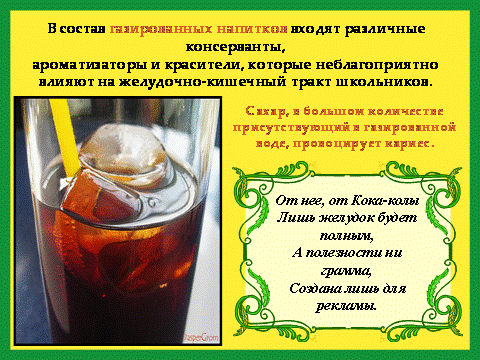 В состав газированных напитков входят различные
консерванты,
ароматизаторы и красители, которые неблагоприятно
влияют на желудочно-кишечный тракт школьников.
Сахар, в большом количестве
присутствующий в газированной
воде, провоцирует кариес.
От нее, от Кока-колы
Лишь желудок будет
полным,
А полезности ни
грамма,
Создана лишь для
рекламы.
JasperGrom